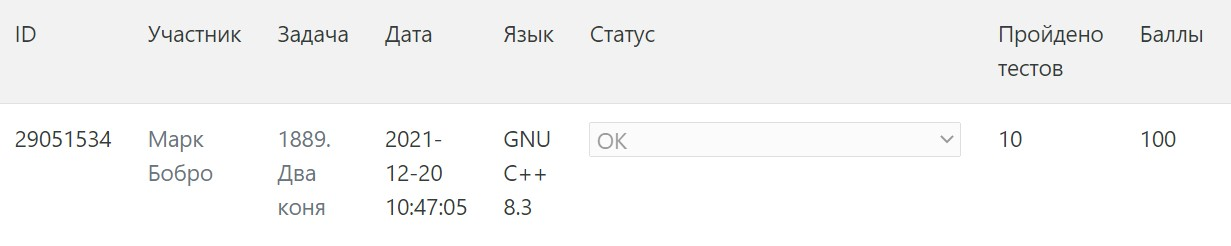 ID Участник Задача Дата Язык Статус Пройдено Баллы
тестов
29051534 Марк 1889. 2021- GNU OK 10 100
Бобро Два 12-20 C++
коня 10:47:05 8.3